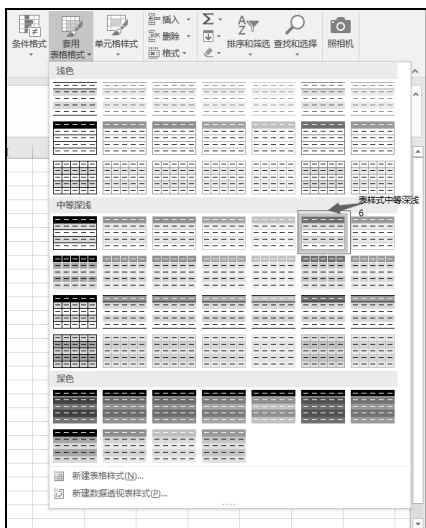 插入
删除
格式
条件格式
套用
表格格式
单元格样式
排序和筛选
查找和选择
照相机
浅色
中等深浅
表样式中等深浅
6
深色
新建表格样式(N)...
新建数据透视表样式(P)...